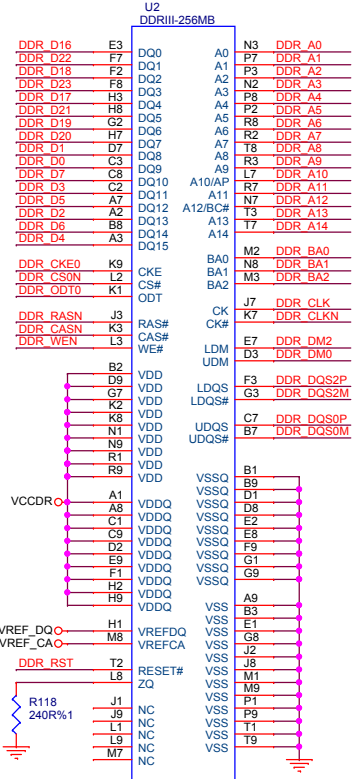 U2
DDRIII-256MB
DDR_D16 E3 DQ0 A0 N3 DDR_A0
DDR_D22 F7 DQ1 A1 P7 DDR_A1
DDR_D18 F2 DQ2 A2 P3 DDR_A2
DDR_D23 F8 DQ3 A3 N2 DDR_A3
DDR_D17 H3 DQ4 A4 P8 DDR_A4
DDR_D21 H8 DQ5 A5 P2 DDR_A5
DDR_D19 G2 DQ6 A6 R8 DDR_A6
DDR_D20 H7 DQ7 A7 R2 DDR_A7
DDR_D1 D7 DQ8 A8 T8 DDR_A8
DDR_D0 C3 DQ9 A9 R3 DDR_A9
DDR_D7 C8 DQ10 A10/AP L7 DDR_A10
DDR_D3 C2 DQ11 A11 R7 DDR_A11
DDR_D5 A7 DQ12 A12/BC# N7 DDR_A12
DDR_D2 A2 DQ13 A13 T3 DDR_A13
DDR_D6 B8 DQ14 A14 T7 DDR_A14
DDR_D4 A3 DQ15
BA0 M2 DDR_BA0
DDR_CKE0 K9 CKE BA1 N8 DDR_BA1
DDR_CS0N L2 CS# BA2 M3 DDR_BA2
DDR_ODT0 K1 ODT
CK J7 DDR_CLK
DDR_RASN J3 RAS# CK# K7 DDR_CLKN
DDR_CASN K3 CAS#
DDR_WEN L3 WE# LDM E7 DDR_DM2
UDM D3 DDR_DM0
B2 VDD
D9 VDD LDQS F3 DDR_DQS2P
G7 VDD LDQS# G3 DDR_DQS2M
K2 VDD
K8 VDD UDQS C7 DDR_DQS0P
N1 VDD UDQS# B7 DDR_DQS0M
N9 VDD
R1 VDD
R9 VDD VSSQ B1
VSSQ B9
VCCDR A1 VDDQ VSSQ D1
A8 VDDQ VSSQ D8
C1 VDDQ VSSQ E2
C9 VDDQ VSSQ E8
D2 VDDQ VSSQ F9
E9 VDDQ VSSQ G1
F1 VDDQ VSSQ G9
H2 VDDQ
H9 VDDQ VSS A9
VSS B3
VREF_DQ H1 VREFDQ VSS E1
VREF_CA M8 VREFCA VSS G8
VSS J2
DDR_RST T2 RESET# VSS J8
L8 ZQ VSS M1
VSS M9
R118 J1 NC VSS P1
240R%1 J9 NC VSS P9
L1 NC VSS T1
L9 NC VSS T9
M7 NC